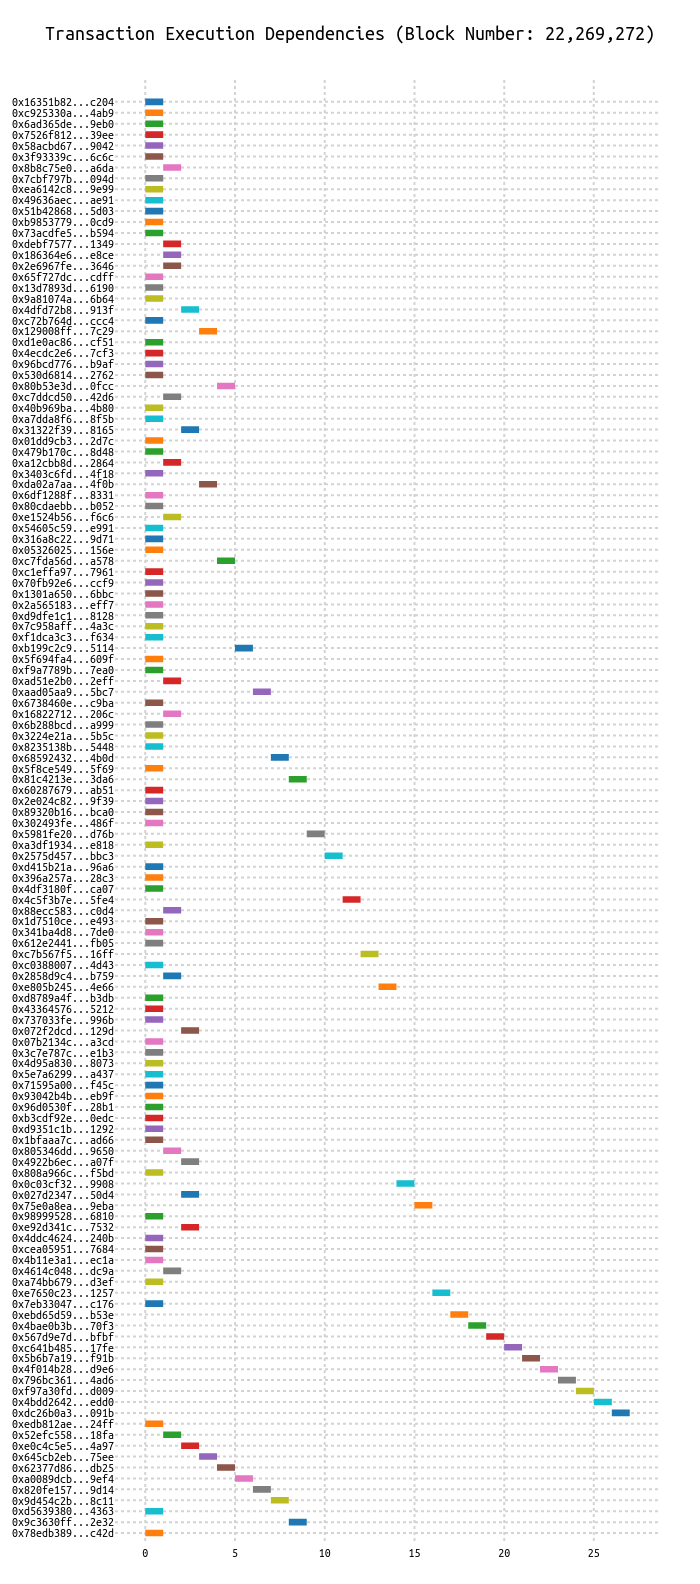 Transaction Execution Dependencies (Block Number: 22,269,272)
0x16351b82...c204
0xc925330a...4ab9
0x6ad365de...9eb0
0x7526f812...39ee
0x58acbd67...9042
0x3f93339c...6c6c
0x8b8c75e0...a6da
0x7cbf797b...094d
0xea6142c8...9e99
0x49636aec...ae91
0x51b42868...5d03
0xb9853779...0cd9
0x73acdfe5...b594
0xdebf7577...1349
0x186364e6...e8ce
0x2e6967fe...3646
0x65f727dc...cdff
0x13d7893d...6190
0x9a81074a...6b64
0x4dfd72b8...913f
0xc72b764d...ccc4
0x129008ff...7c29
0xd1e0ac86...cf51
0x4ecdc2e6...7cf3
0x96bcd776...b9af
0x530d6814...2762
0x80b53e3d...0fcc
0xc7ddcd50...42d6
0x40b969ba...4b80
0xa7dda8f6...8f5b
0x31322f39...8165
0x01dd9cb3...2d7c
0x479b170c...8d48
0xa12cbb8d...2864
0x3403c6fd...4f18
0xda02a7aa...4f0b
0x6df1288f...8331
0x80cdaebb...b052
0xe1524b56...f6c6
0x54605c59...e991
0x316a8c22...9d71
0x05326025...156e
0xc7fda56d...a578
0xc1effa97...7961
0x70fb92e6...ccf9
0x1301a650...6bbc
0x2a565183...eff7
0xd9dfe1c1...8128
0x7c958aff...4a3c
0xf1dca3c3...f634
0xb199c2c9...5114
0x5f694fa4...609f
0xf9a7789b...7ea0
0xad51e2b0...2eff
0xaad05aa9...5bc7
0x6738460e...c9ba
0x16822712...206c
0x6b288bcd...a999
0x3224e21a...5b5c
0x8235138b...5448
0x68592432...4b0d
0x5f8ce549...5f69
0x81c4213e...3da6
0x60287679...ab51
0x2e024c82...9f39
0x89320b16...bca0
0x302493fe...486f
0x5981fe20...d76b
0xa3df1934...e818
0x2575d457...bbc3
0xd415b21a...96a6
0x396a257a...28c3
0x4df3180f...ca07
0x4c5f3b7e...5fe4
0x88ecc583...c0d4
0x1d7510ce...e493
0x341ba4d8...7de0
0x612e2441...fb05
0xc7b567f5...16ff
0xc0388007...4d43
0x2858d9c4...b759
0xe805b245...4e66
0xd8789a4f...b3db
0x43364576...5212
0x737033fe...996b
0x072f2dcd...129d
0x07b2134c...a3cd
0x3c7e787c...e1b3
0x4d95a830...8073
0x5e7a6299...a437
0x71595a00...f45c
0x93042b4b...eb9f
0x96d0530f...28b1
0xb3cdf92e...0edc
0xd9351c1b...1292
0x1bfaaa7c...ad66
0x805346dd...9650
0x4922b6ec...a07f
0x808a966c...f5bd
0x0c03cf32...9908
0x027d2347...50d4
0x75e0a8ea...9eba
0x98999528...6810
0xe92d341c...7532
0x4ddc4624...240b
0xcea05951...7684
0x4b11e3a1...ec1a
0x4614c048...dc9a
0xa74bb679...d3ef
0xe7650c23...1257
0x7eb33047...c176
0xebd65d59...b53e
0x4bae0b3b...70f3
0x567d9e7d...bfbf
0xc641b485...17fe
0x5b6b7a19...f91b
0x4f014b28...d9e6
0x796bc361...4ad6
0xf97a30fd...d009
0x4bdd2642...edd0
0xdc26b0a3...091b
0xedb812ae...24ff
0x52efc558...18fa
0xe0c4c5e5...4a97
0x645cb2eb...75ee
0x62377d86...db25
0xa0089dcb...9ef4
0x820fe157...9d14
0x9d454c2b...8c11
0xd5639380...4363
0x9c3630ff...2e32
0x78edb389...c42d
0 5 10 15 20 25